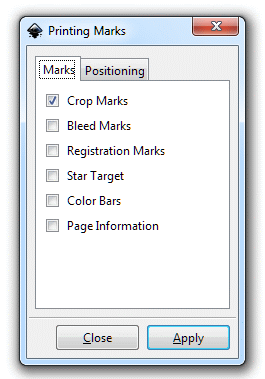 Printing Marks
Marks Positioning
Crop Marks
Bleed Marks
Registration Marks
Star Target
Color Bars
Page Information
Close Apply